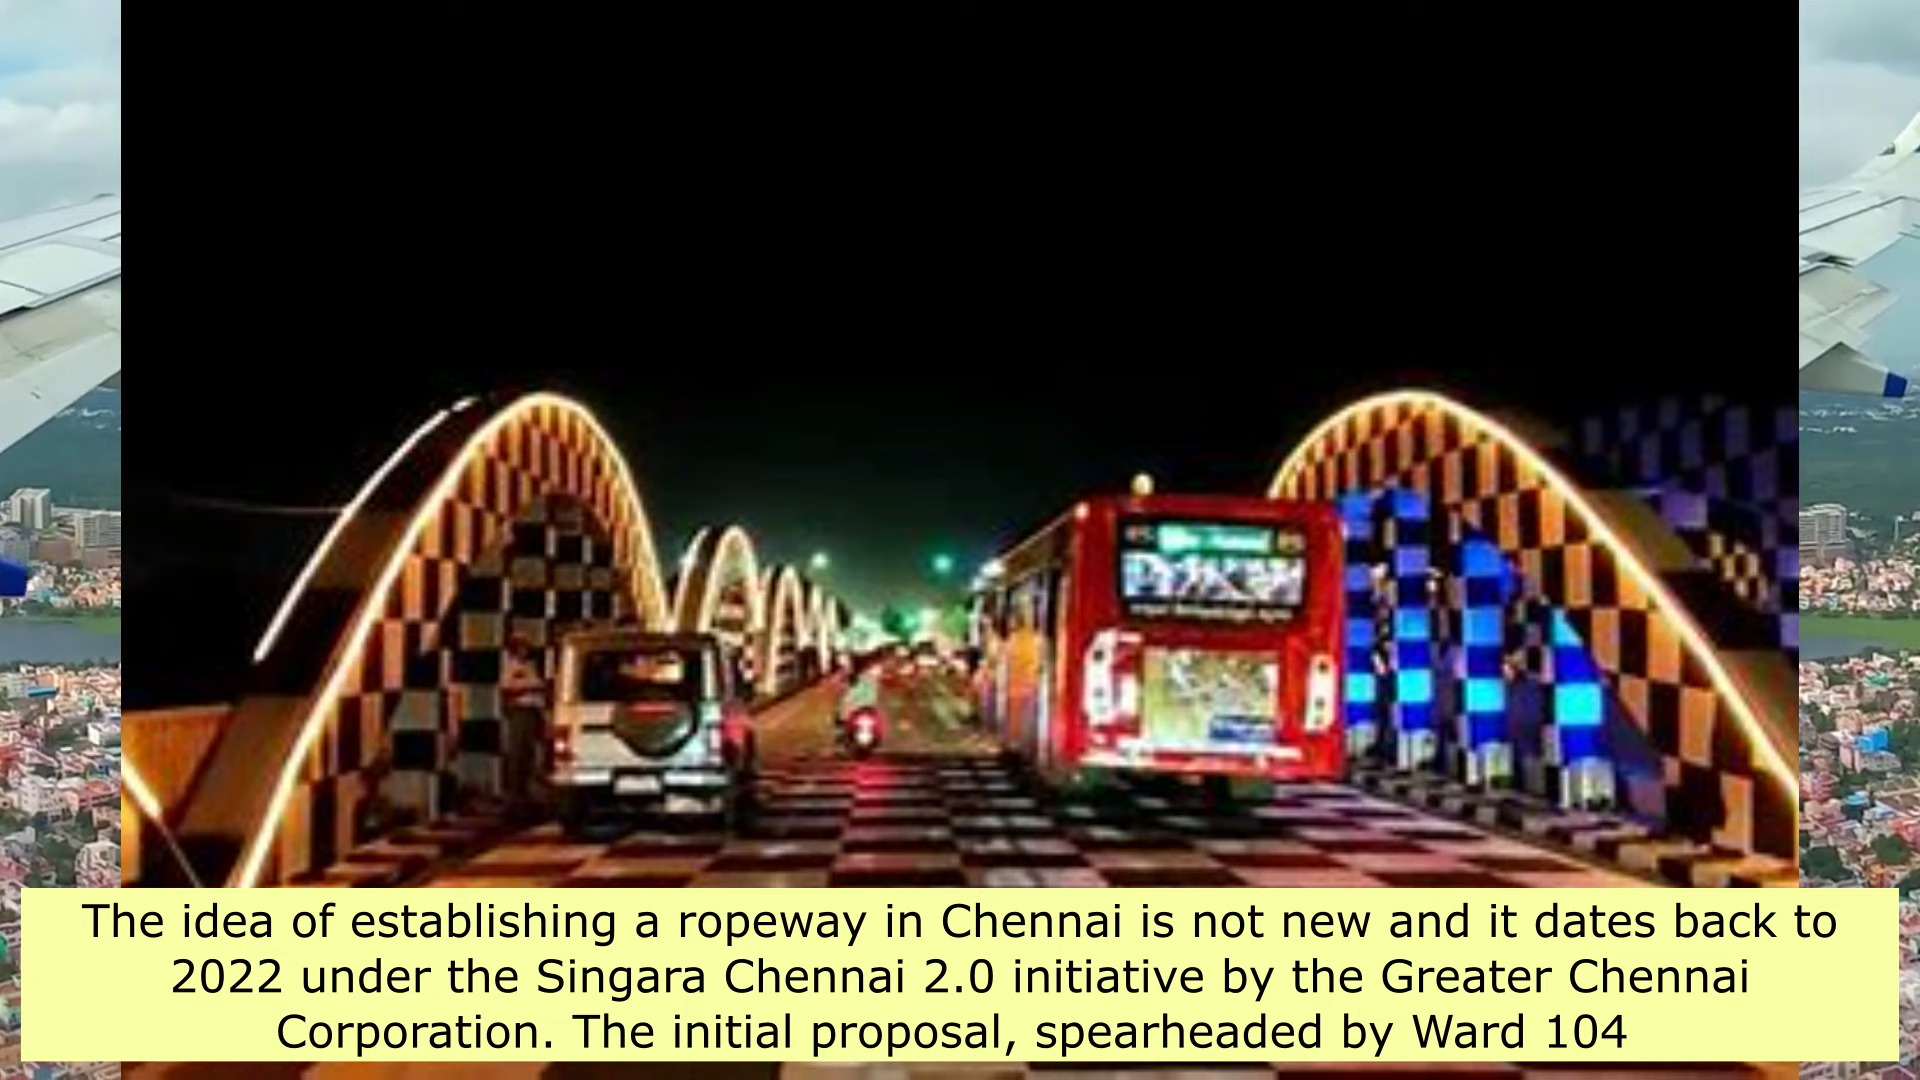 The idea of establishing a ropeway in Chennai is not new and it dates back to
2022 under the Singara Chennai 2.0 initiative by the Greater Chennai
Corporation. The initial proposal, spearheaded by Ward 104